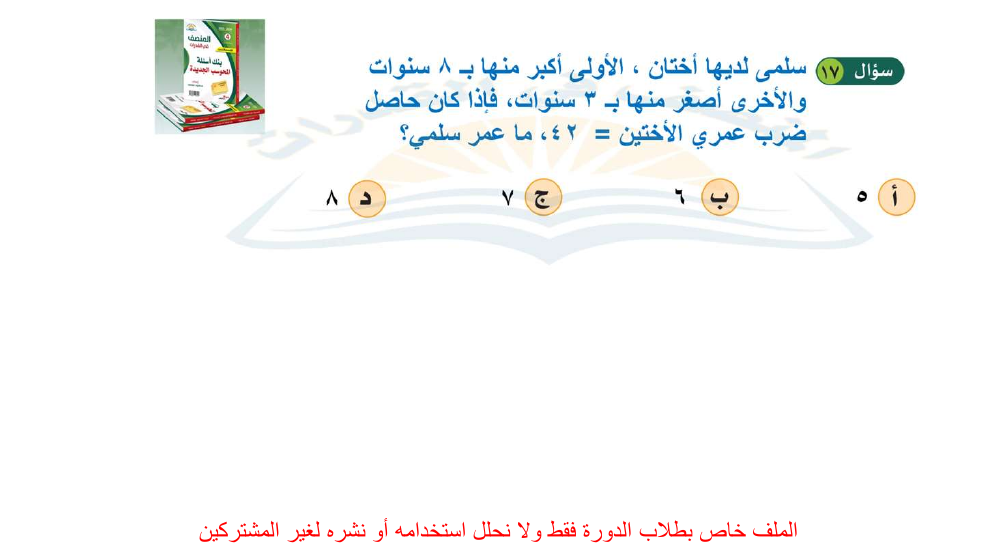 سؤال ١٧
سلمى لديها أختان ، الأولى أكبر منها بـ ٨ سنوات
والأخرى أصغر منها بـ ٣ سنوات، فإذا كان حاصل
ضرب عمري الأختين = ٤٢، ما عمر سلمي؟
أ ٥ ب ٦ ج ٧ د ٨
المنصف
بنك أسئلة
المحوسب الجديدة
الملف خاص بطلاب الدورة فقط ولا نحلل استخدامه أو نشره لغير المشتركين